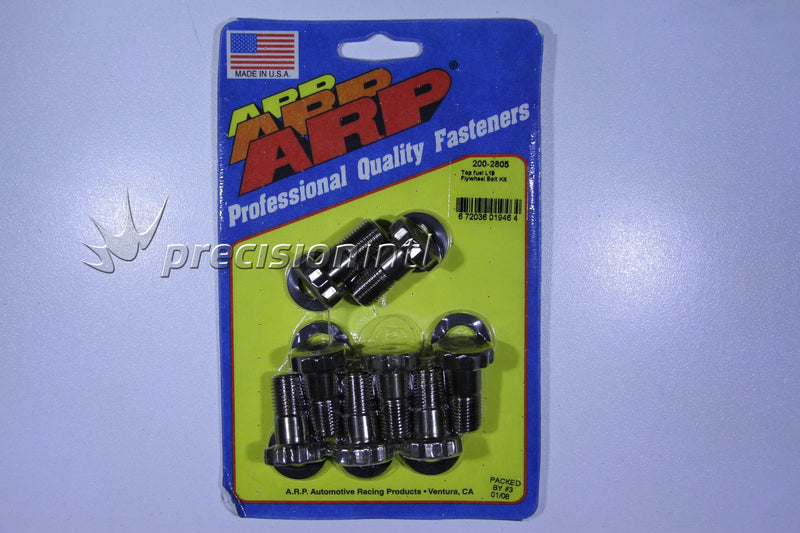 MADE IN U.S.A.
ARP
ARP
ARP®
Professional Quality Fasteners
200-2805
Top fuel L19
Flywheel Bolt Kit
6 72036 01946 4
precisionintl
A.R.P. Automotive Racing Products • Ventura, CA
PACKED
BY #3
01/08